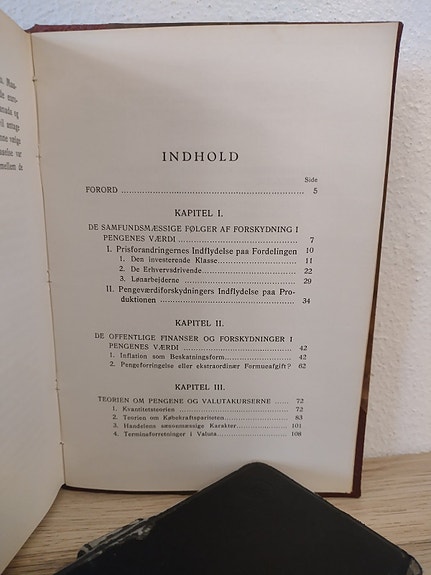 de
INDHOLD
Side
FORORD ........ 5
KAPITEL I.
DE SAMFUNDSMÆSSIGE FØLGER AF FORSKYDNING I
PENGENES VÆRDI ........ 7
I. Prisforandringernes Indflydelse paa Fordelingen 10
1. Den investerende Klasse ........ 11
2. De Erhvervsdrivende ........ 22
3. Lønarbejderne ........ 29
II. Pengeværdiforskydningers Indflydelse paa Pro-
duktionen ........ 34
KAPITEL II.
DE OFFENTLIGE FINANSER OG FORSKYDNINGER I
PENGENES VÆRDI ........ 42
1. Inflation som Beskatningsform ........ 42
2. Pengeforringelse eller ekstraordinær Formueafgift? 62
KAPITEL III.
TEORIEN OM PENGENE OG VALUTAKURSERNE ........ 72
1. Kvantitetsteorien ........ 72
2. Teorien om Købekraftspariteten ........ 83
3. Handelens sæsonmæssige Karakter ........ 101
4. Terminsforretninger i Valuta ........ 108